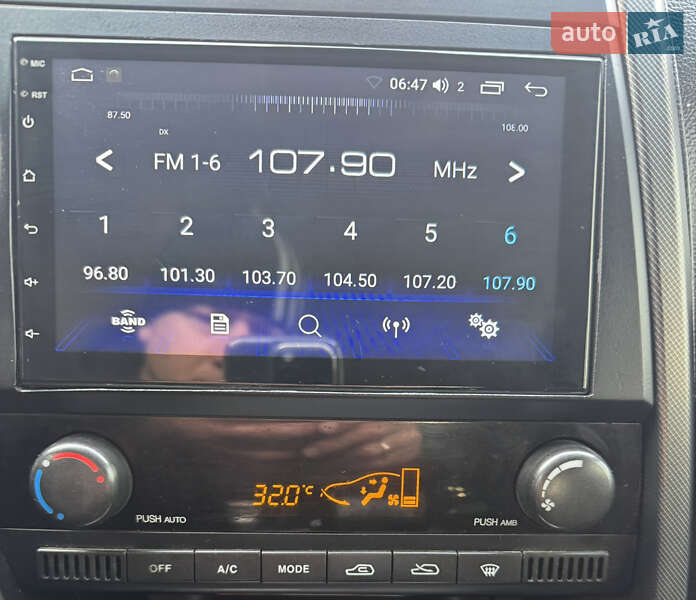 auto RIA .com
MIC
06:47 2
RST
87.50 108.00
DX
FM 1-6 107.90 MHz
1 2 3 4 5 6
96.80 101.30 103.70 104.50 107.20 107.90
BAND
32.0°C
PUSH AUTO PUSH AMB
OFF A/C MODE